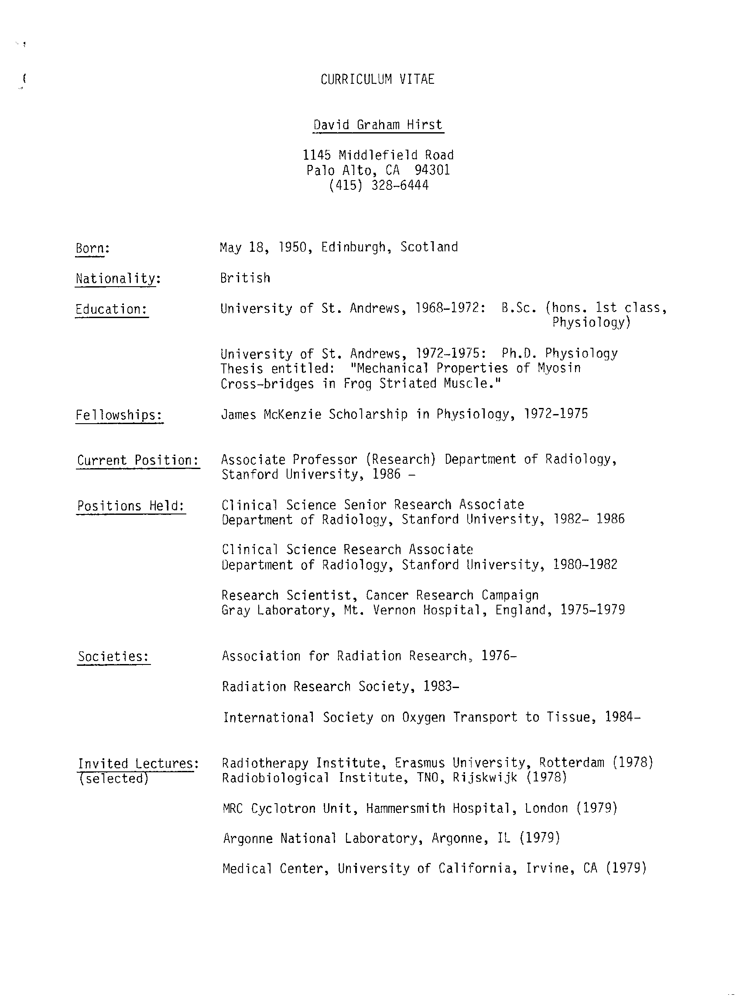 CURRICULUM VITAE
David Graham Hirst
1145 Middlefield Road
Palo Alto, CA 94301
(415) 328-6444
Born: May 18, 1950, Edinburgh, Scotland
Nationality: British
Education: University of St. Andrews, 1968-1972: B.Sc. (hons. 1st class,
Physiology)
University of St. Andrews, 1972-1975: Ph.D. Physiology
Thesis entitled: "Mechanical Properties of Myosin
Cross-bridges in Frog Striated Muscle."
Fellowships: James McKenzie Scholarship in Physiology, 1972-1975
Current Position: Associate Professor (Research) Department of Radiology,
Stanford University, 1986 -
Positions Held: Clinical Science Senior Research Associate
Department of Radiology, Stanford University, 1982- 1986
Clinical Science Research Associate
Department of Radiology, Stanford University, 1980-1982
Research Scientist, Cancer Research Campaign
Gray Laboratory, Mt. Vernon Hospital, England, 1975-1979
Societies: Association for Radiation Research, 1976-
Radiation Research Society, 1983-
International Society on Oxygen Transport to Tissue, 1984-
Invited Lectures: Radiotherapy Institute, Erasmus University, Rotterdam (1978)
(selected) Radiobiological Institute, TNO, Rijskwijk (1978)
MRC Cyclotron Unit, Hammersmith Hospital, London (1979)
Argonne National Laboratory, Argonne, IL (1979)
Medical Center, University of California, Irvine, CA (1979)